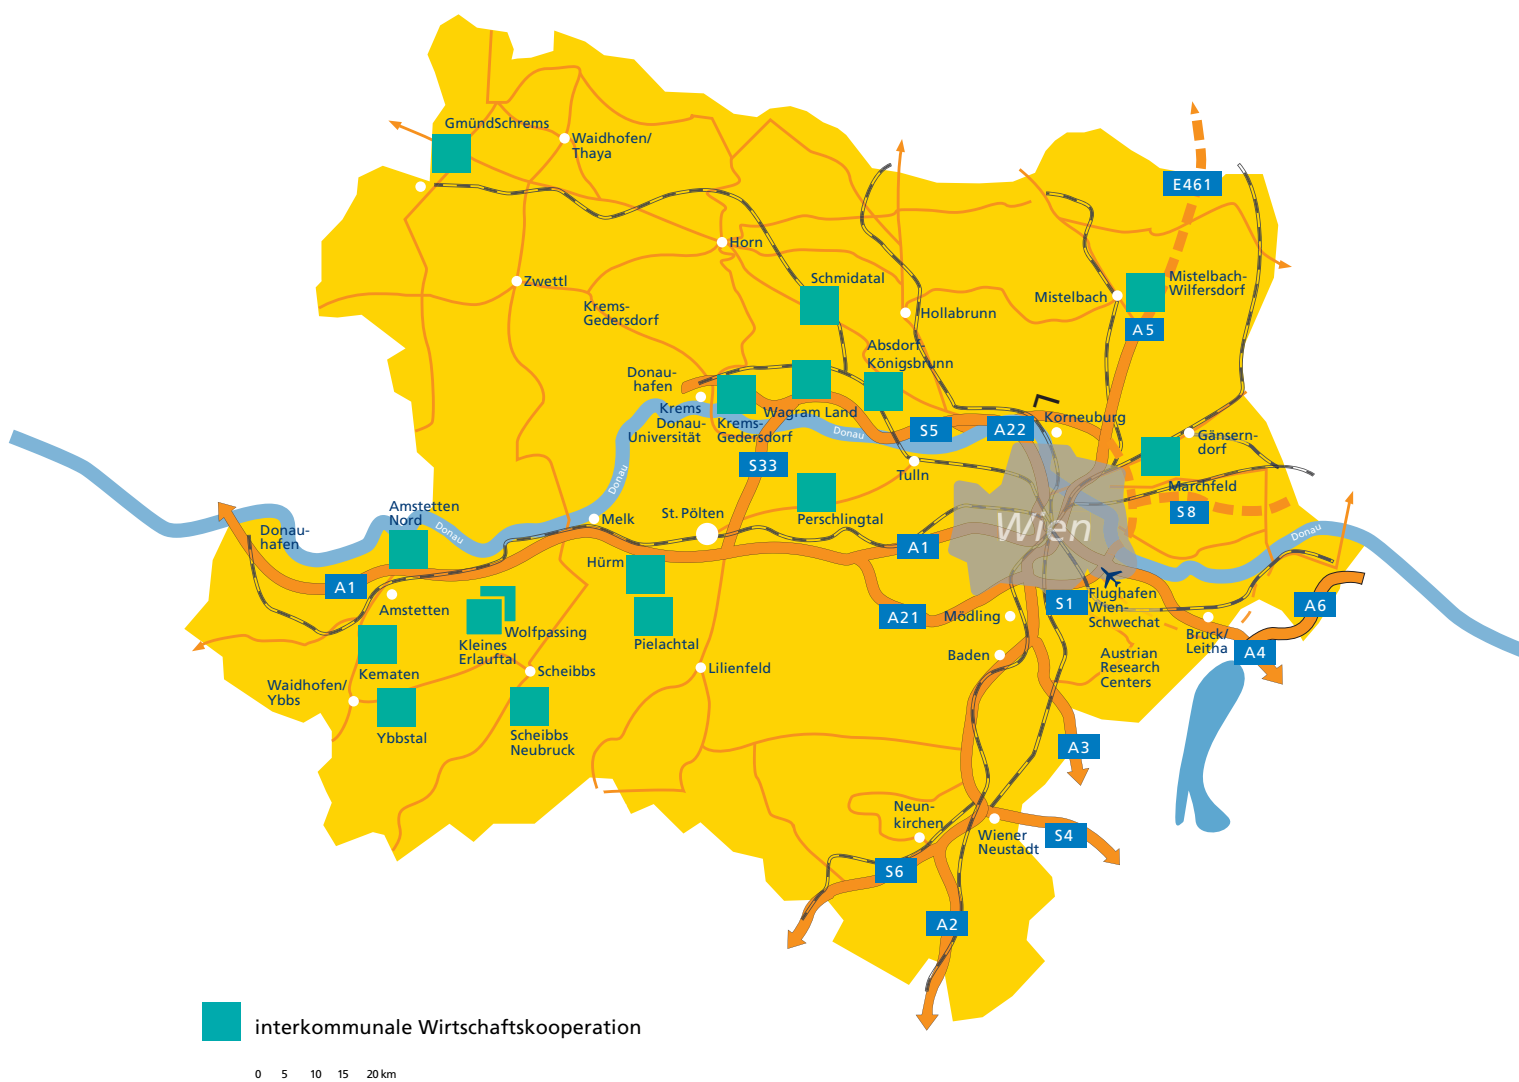 GmündSchrems
Waidhofen/
Thaya
E461
Horn
Zwettl
Schmidatal
Mistelbach-
Wilfersdorf
Mistelbach
Krems-
Gedersdorf
Hollabrunn
A5
Absdorf-
Königsbrunn
Donau-
hafen
Krems
Donau-
Universität
Krems-
Gedersdorf
Wagram Land
Donau
S5
A22
Korneuburg
Gänsern-
dorf
S33
Donau
Tulln
Marchfeld
S8
Amstetten
Nord
Donau
Donau-
hafen
Melk
St. Pölten
Perschlingtal
Wien
Donau
A1
A1
Hürm
Amstetten
Kleines
Erlauftal
Wolfpassing
Pielachtal
A21
Mödling
S1
Flughafen
Wien-
Schwechat
A6
Bruck/
Leitha
A4
Baden
Austrian
Research
Centers
Kematen
Waidhofen/
Ybbs
Scheibbs
Lilienfeld
Ybbstal
Scheibbs
Neubruck
A3
Neun-
kirchen
Wiener
Neustadt
S4
S6
A2
interkommunale Wirtschaftskooperation
0 5 10 15 20 km